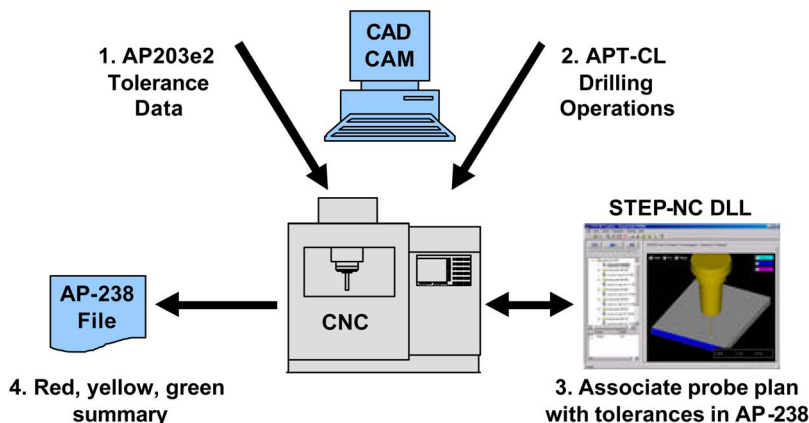 CAD
CAM
1. AP203e2
Tolerance
Data
2. APT-CL
Drilling
Operations
STEP-NC DLL
AP-238
File
CNC
4. Red, yellow, green
summary
3. Associate probe plan
with tolerances in AP-238